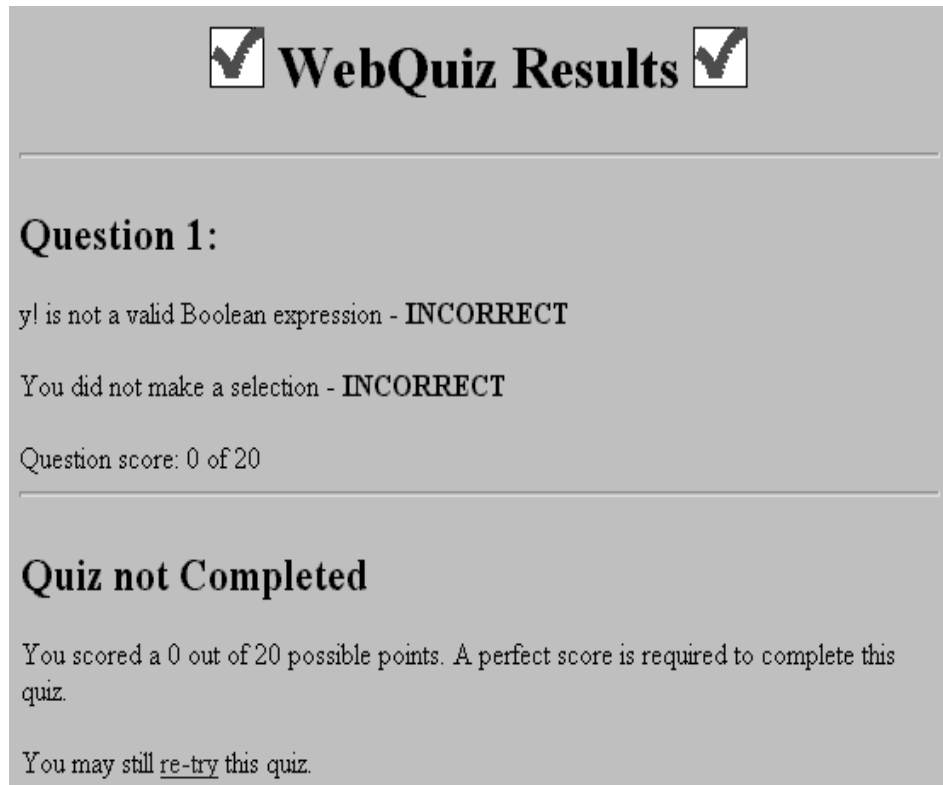 WebQuiz Results
Question 1:
y! is not a valid Boolean expression - INCORRECT
You did not make a selection - INCORRECT
Question score: 0 of 20
Quiz not Completed
You scored a 0 out of 20 possible points. A perfect score is required to complete this
quiz.
You may still re-try this quiz.